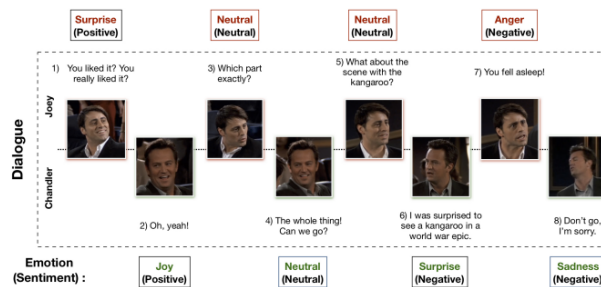 Surprise
(Positive)
Neutral
(Neutral)
Neutral
(Neutral)
Anger
(Negative)
Dialogue
Joey
Chandler
1) You liked it? You
really liked it?
2) Oh, yeah!
3) Which part
exactly?
4) The whole thing!
Can we go?
5) What about the
scene with the
kangaroo?
6) I was surprised to
see a kangaroo in a
world war epic.
7) You fell asleep!
8) Don't go,
I'm sorry.
Emotion
(Sentiment) :
Joy
(Positive)
Neutral
(Neutral)
Surprise
(Negative)
Sadness
(Negative)